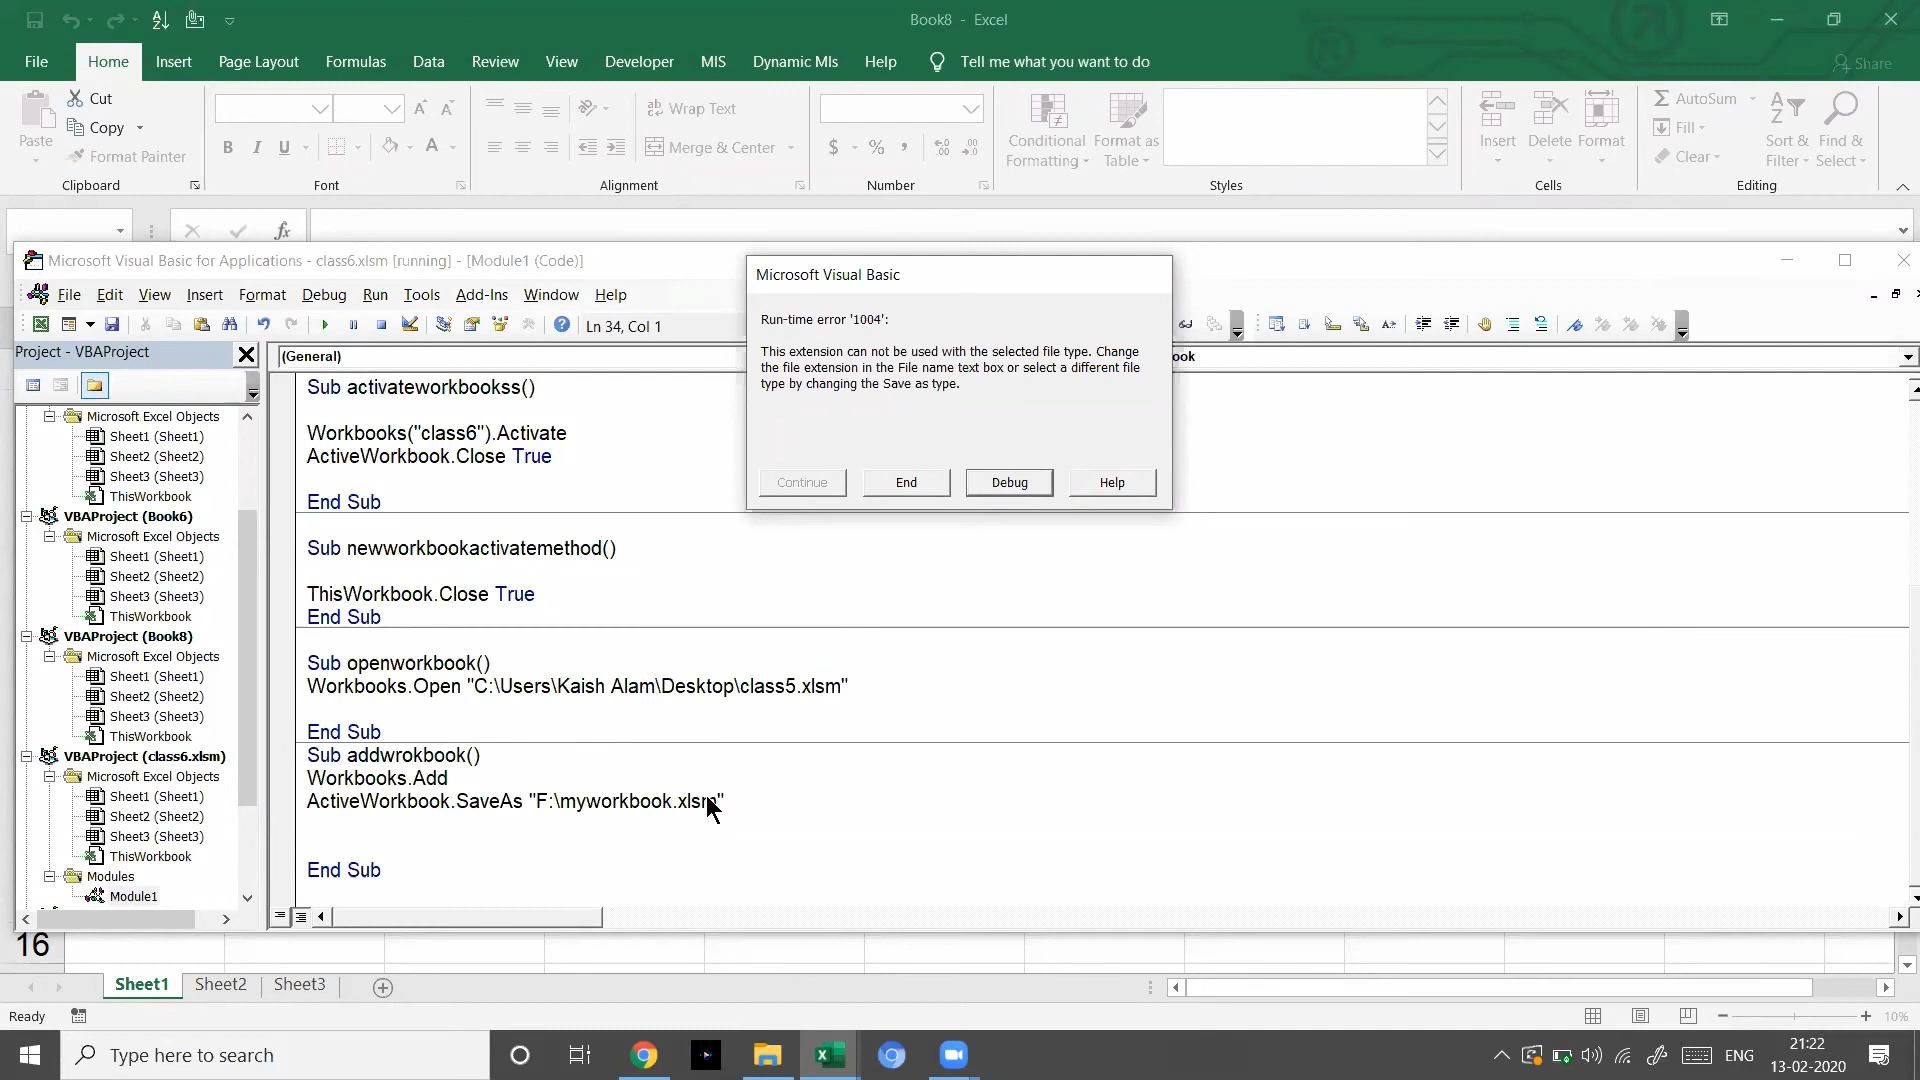 Book8 - Excel
File Home Insert Page Layout Formulas Data Review View Developer MIS Dynamic MIs Help Tell me what you want to do Share
Paste Cut Copy Format Painter
Clipboard
B I U A
Font
Wrap Text
Merge & Center
Alignment
$ % ,
Number
Conditional Formatting Format as Table
Styles
Insert Delete Format
Cells
AutoSum Fill Clear Sort & Filter Find & Select
Editing
fx
Microsoft Visual Basic for Applications - class6.xlsm [running] - [Module1 (Code)]
File Edit View Insert Format Debug Run Tools Add-Ins Window Help
Ln 34, Col 1
Project - VBAProject
Microsoft Excel Objects
Sheet1 (Sheet1)
Sheet2 (Sheet2)
Sheet3 (Sheet3)
ThisWorkbook
VBAProject (Book6)
Microsoft Excel Objects
Sheet1 (Sheet1)
Sheet2 (Sheet2)
Sheet3 (Sheet3)
ThisWorkbook
VBAProject (Book8)
Microsoft Excel Objects
Sheet1 (Sheet1)
Sheet2 (Sheet2)
Sheet3 (Sheet3)
ThisWorkbook
VBAProject (class6.xlsm)
Microsoft Excel Objects
Sheet1 (Sheet1)
Sheet2 (Sheet2)
Sheet3 (Sheet3)
ThisWorkbook
Modules
Module1
(General)
Sub activateworkbookss()
Workbooks("class6").Activate
ActiveWorkbook.Close True
End Sub
Sub newworkbookactivatemethod()
ThisWorkbook.Close True
End Sub
Sub openworkbook()
Workbooks.Open "C:\Users\Kaish Alam\Desktop\class5.xlsm"
End Sub
Sub addwrokbook()
Workbooks.Add
ActiveWorkbook.SaveAs "F:\myworkbook.xlsm"
End Sub
Microsoft Visual Basic
Run-time error '1004':
This extension can not be used with the selected file type. Change
the file extension in the File name text box or select a different file
type by changing the Save as type.
Continue End Debug Help
16
Sheet1 Sheet2 Sheet3
Ready
10%
Type here to search
ENG
21:22
13-02-2020